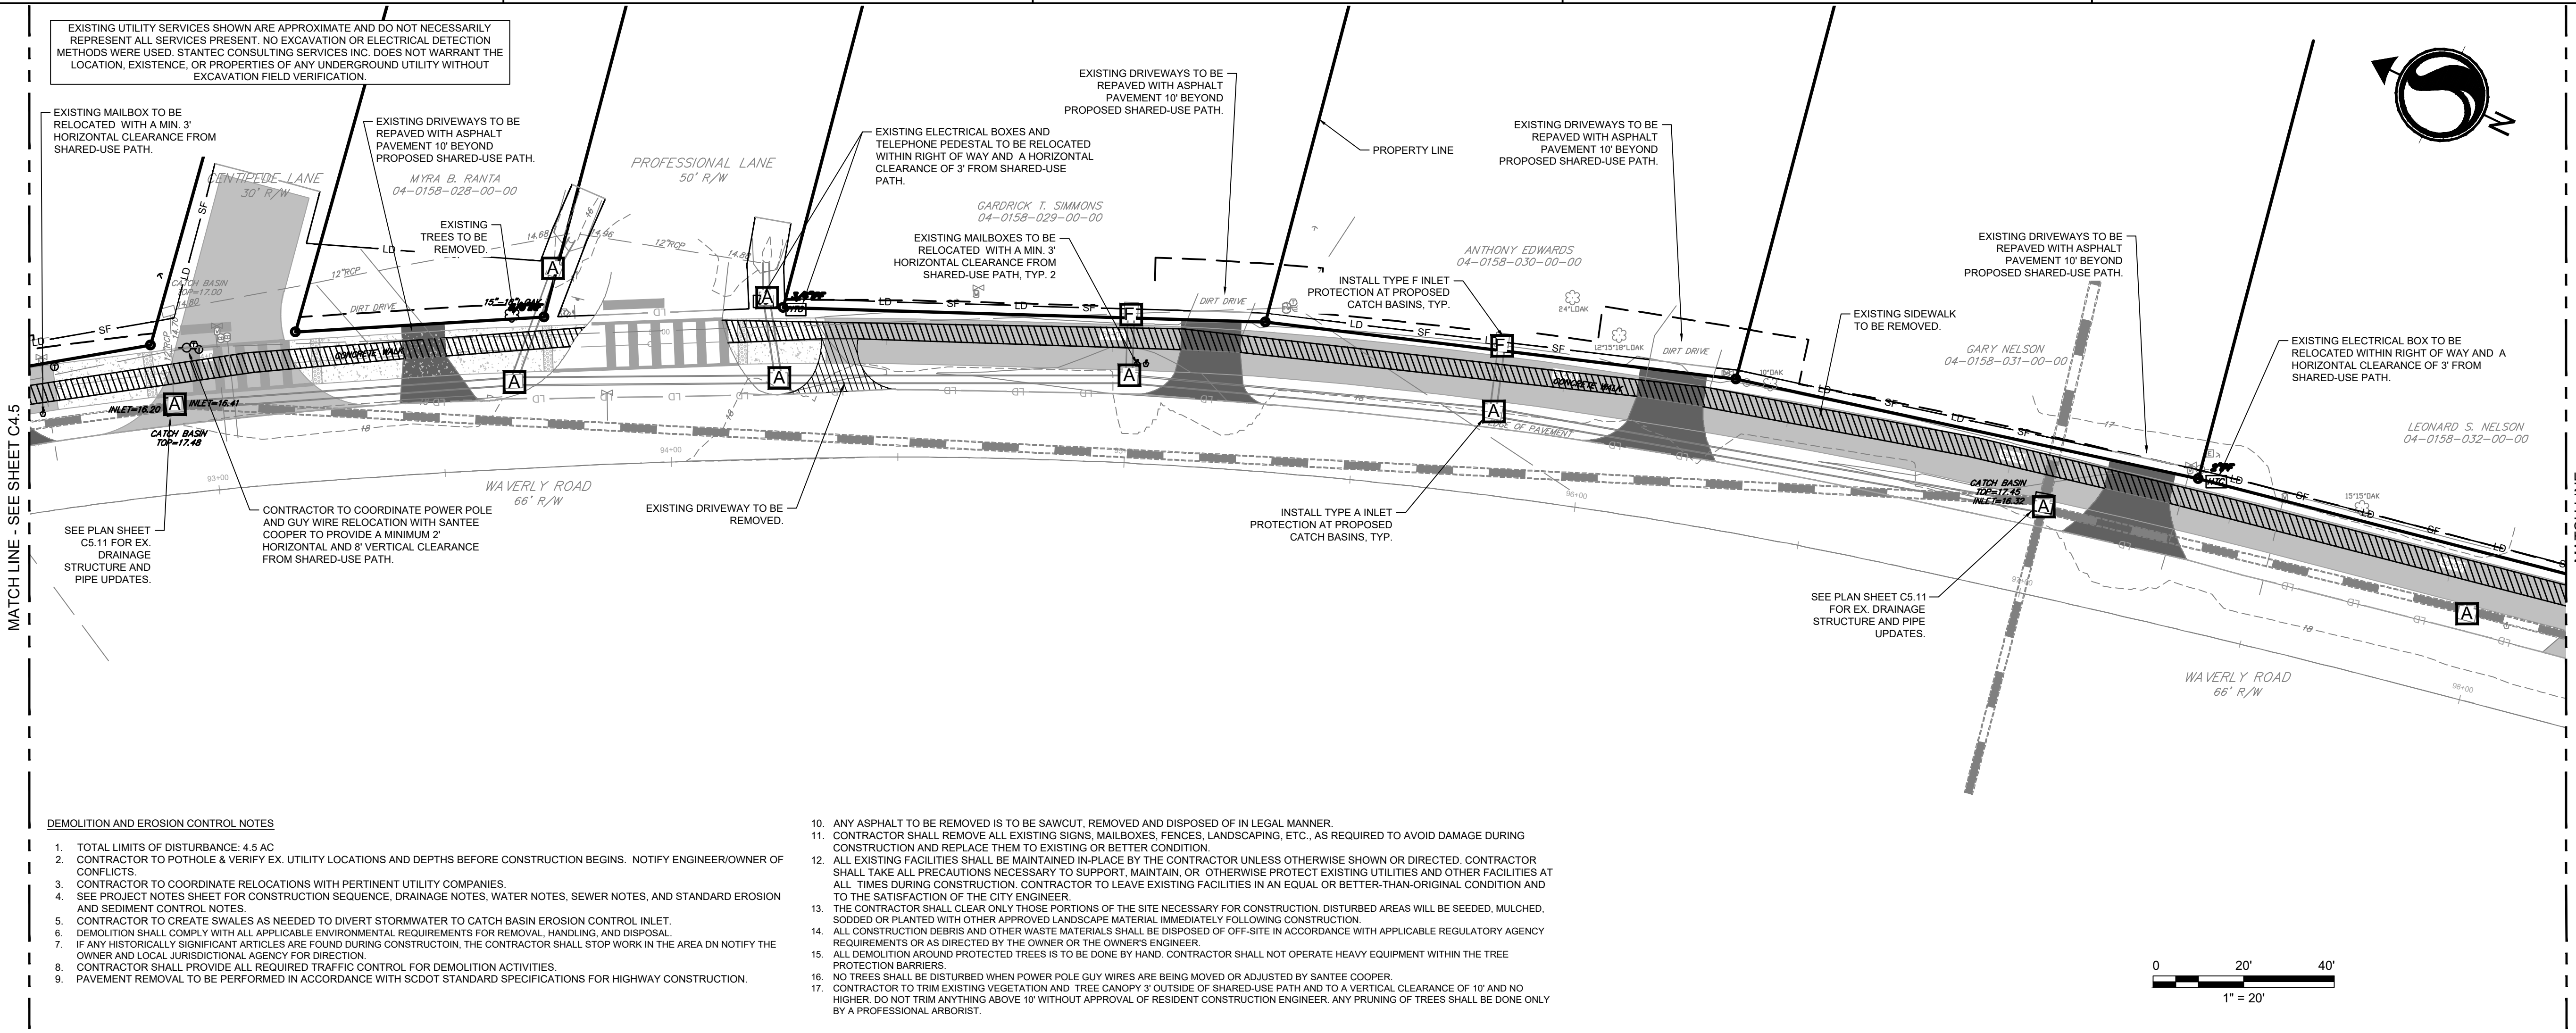 EXISTING UTILITY SERVICES SHOWN ARE APPROXIMATE AND DO NOT NECESSARILY
REPRESENT ALL SERVICES PRESENT. NO EXCAVATION OR ELECTRICAL DETECTION
METHODS WERE USED. STANTEC CONSULTING SERVICES INC. DOES NOT WARRANT THE
LOCATION, EXISTENCE, OR PROPERTIES OF ANY UNDERGROUND UTILITY WITHOUT
EXCAVATION FIELD VERIFICATION.
EXISTING MAILBOX TO BE
RELOCATED WITH A MIN. 3'
HORIZONTAL CLEARANCE FROM
SHARED-USE PATH.
CENTIPEDE LANE
30' R/W
EXISTING DRIVEWAYS TO BE
REPAVED WITH ASPHALT
PAVEMENT 10' BEYOND
PROPOSED SHARED-USE PATH.
MYRA B. RANTA
04-0158-028-00-00
EXISTING
TREES TO BE
REMOVED.
PROFESSIONAL LANE
50' R/W
EXISTING ELECTRICAL BOXES AND
TELEPHONE PEDESTAL TO BE RELOCATED
WITHIN RIGHT OF WAY AND A HORIZONTAL
CLEARANCE OF 3' FROM SHARED-USE
PATH.
GARDRICK T. SIMMONS
04-0158-029-00-00
EXISTING MAILBOXES TO BE
RELOCATED WITH A MIN. 3'
HORIZONTAL CLEARANCE FROM
SHARED-USE PATH, TYP. 2
EXISTING DRIVEWAYS TO BE
REPAVED WITH ASPHALT
PAVEMENT 10' BEYOND
PROPOSED SHARED-USE PATH.
PROPERTY LINE
EXISTING DRIVEWAYS TO BE
REPAVED WITH ASPHALT
PAVEMENT 10' BEYOND
PROPOSED SHARED-USE PATH.
ANTHONY EDWARDS
04-0158-030-00-00
INSTALL TYPE F INLET
PROTECTION AT PROPOSED
CATCH BASINS, TYP.
EXISTING DRIVEWAYS TO BE
REPAVED WITH ASPHALT
PAVEMENT 10' BEYOND
PROPOSED SHARED-USE PATH.
EXISTING SIDEWALK
TO BE REMOVED.
GARY NELSON
04-0158-031-00-00
EXISTING ELECTRICAL BOX TO BE
RELOCATED WITHIN RIGHT OF WAY AND A
HORIZONTAL CLEARANCE OF 3' FROM
SHARED-USE PATH.
LEONARD S. NELSON
04-0158-032-00-00
N
CATCH BASIN
TOP=17.00
14.80
12"RCP
14.68
14.56
12"RCP
DIRT DRIVE
DIRT DRIVE
DIRT DRIVE
24"LOAK
12"15"18"LOAK
10"OAK
15"15"OAK
SF
LD
A
F
CONCRETE WALK
CONCRETE WALK
EDGE OF PAVEMENT
INLET=16.20
INLET=16.41
CATCH BASIN
TOP=17.48
CATCH BASIN
TOP=17.45
INLET=16.32
93+00
94+00
96+00
98+00
18
17
WAVERLY ROAD
66' R/W
WAVERLY ROAD
66' R/W
MATCH LINE - SEE SHEET C4.5
SEE PLAN SHEET
C5.11 FOR EX.
DRAINAGE
STRUCTURE AND
PIPE UPDATES.
CONTRACTOR TO COORDINATE POWER POLE
AND GUY WIRE RELOCATION WITH SANTEE
COOPER TO PROVIDE A MINIMUM 2'
HORIZONTAL AND 8' VERTICAL CLEARANCE
FROM SHARED-USE PATH.
EXISTING DRIVEWAY TO BE
REMOVED.
INSTALL TYPE A INLET
PROTECTION AT PROPOSED
CATCH BASINS, TYP.
SEE PLAN SHEET C5.11
FOR EX. DRAINAGE
STRUCTURE AND PIPE
UPDATES.
DEMOLITION AND EROSION CONTROL NOTES
1. TOTAL LIMITS OF DISTURBANCE: 4.5 AC
2. CONTRACTOR TO POTHOLE & VERIFY EX. UTILITY LOCATIONS AND DEPTHS BEFORE CONSTRUCTION BEGINS. NOTIFY ENGINEER/OWNER OF
CONFLICTS.
3. CONTRACTOR TO COORDINATE RELOCATIONS WITH PERTINENT UTILITY COMPANIES.
4. SEE PROJECT NOTES SHEET FOR CONSTRUCTION SEQUENCE, DRAINAGE NOTES, WATER NOTES, SEWER NOTES, AND STANDARD EROSION
AND SEDIMENT CONTROL NOTES.
5. CONTRACTOR TO CREATE SWALES AS NEEDED TO DIVERT STORMWATER TO CATCH BASIN EROSION CONTROL INLET.
6. DEMOLITION SHALL COMPLY WITH ALL APPLICABLE ENVIRONMENTAL REQUIREMENTS FOR REMOVAL, HANDLING, AND DISPOSAL.
7. IF ANY HISTORICALLY SIGNIFICANT ARTICLES ARE FOUND DURING CONSTRUCTOIN, THE CONTRACTOR SHALL STOP WORK IN THE AREA DN NOTIFY THE
OWNER AND LOCAL JURISDICTIONAL AGENCY FOR DIRECTION.
8. CONTRACTOR SHALL PROVIDE ALL REQUIRED TRAFFIC CONTROL FOR DEMOLITION ACTIVITIES.
9. PAVEMENT REMOVAL TO BE PERFORMED IN ACCORDANCE WITH SCDOT STANDARD SPECIFICATIONS FOR HIGHWAY CONSTRUCTION.
10. ANY ASPHALT TO BE REMOVED IS TO BE SAWCUT, REMOVED AND DISPOSED OF IN LEGAL MANNER.
11. CONTRACTOR SHALL REMOVE ALL EXISTING SIGNS, MAILBOXES, FENCES, LANDSCAPING, ETC., AS REQUIRED TO AVOID DAMAGE DURING
CONSTRUCTION AND REPLACE THEM TO EXISTING OR BETTER CONDITION.
12. ALL EXISTING FACILITIES SHALL BE MAINTAINED IN-PLACE BY THE CONTRACTOR UNLESS OTHERWISE SHOWN OR DIRECTED. CONTRACTOR
SHALL TAKE ALL PRECAUTIONS NECESSARY TO SUPPORT, MAINTAIN, OR OTHERWISE PROTECT EXISTING UTILITIES AND OTHER FACILITIES AT
ALL TIMES DURING CONSTRUCTION. CONTRACTOR TO LEAVE EXISTING FACILITIES IN AN EQUAL OR BETTER-THAN-ORIGINAL CONDITION AND
TO THE SATISFACTION OF THE CITY ENGINEER.
13. THE CONTRACTOR SHALL CLEAR ONLY THOSE PORTIONS OF THE SITE NECESSARY FOR CONSTRUCTION. DISTURBED AREAS WILL BE SEEDED, MULCHED,
SODDED OR PLANTED WITH OTHER APPROVED LANDSCAPE MATERIAL IMMEDIATELY FOLLOWING CONSTRUCTION.
14. ALL CONSTRUCTION DEBRIS AND OTHER WASTE MATERIALS SHALL BE DISPOSED OF OFF-SITE IN ACCORDANCE WITH APPLICABLE REGULATORY AGENCY
REQUIREMENTS OR AS DIRECTED BY THE OWNER OR THE OWNER'S ENGINEER.
15. ALL DEMOLITION AROUND PROTECTED TREES IS TO BE DONE BY HAND. CONTRACTOR SHALL NOT OPERATE HEAVY EQUIPMENT WITHIN THE TREE
PROTECTION BARRIERS.
16. NO TREES SHALL BE DISTURBED WHEN POWER POLE GUY WIRES ARE BEING MOVED OR ADJUSTED BY SANTEE COOPER.
17. CONTRACTOR TO TRIM EXISTING VEGETATION AND TREE CANOPY 3' OUTSIDE OF SHARED-USE PATH AND TO A VERTICAL CLEARANCE OF 10' AND NO
HIGHER. DO NOT TRIM ANYTHING ABOVE 10' WITHOUT APPROVAL OF RESIDENT CONSTRUCTION ENGINEER. ANY PRUNING OF TREES SHALL BE DONE ONLY
BY A PROFESSIONAL ARBORIST.
0 20' 40'
1" = 20'